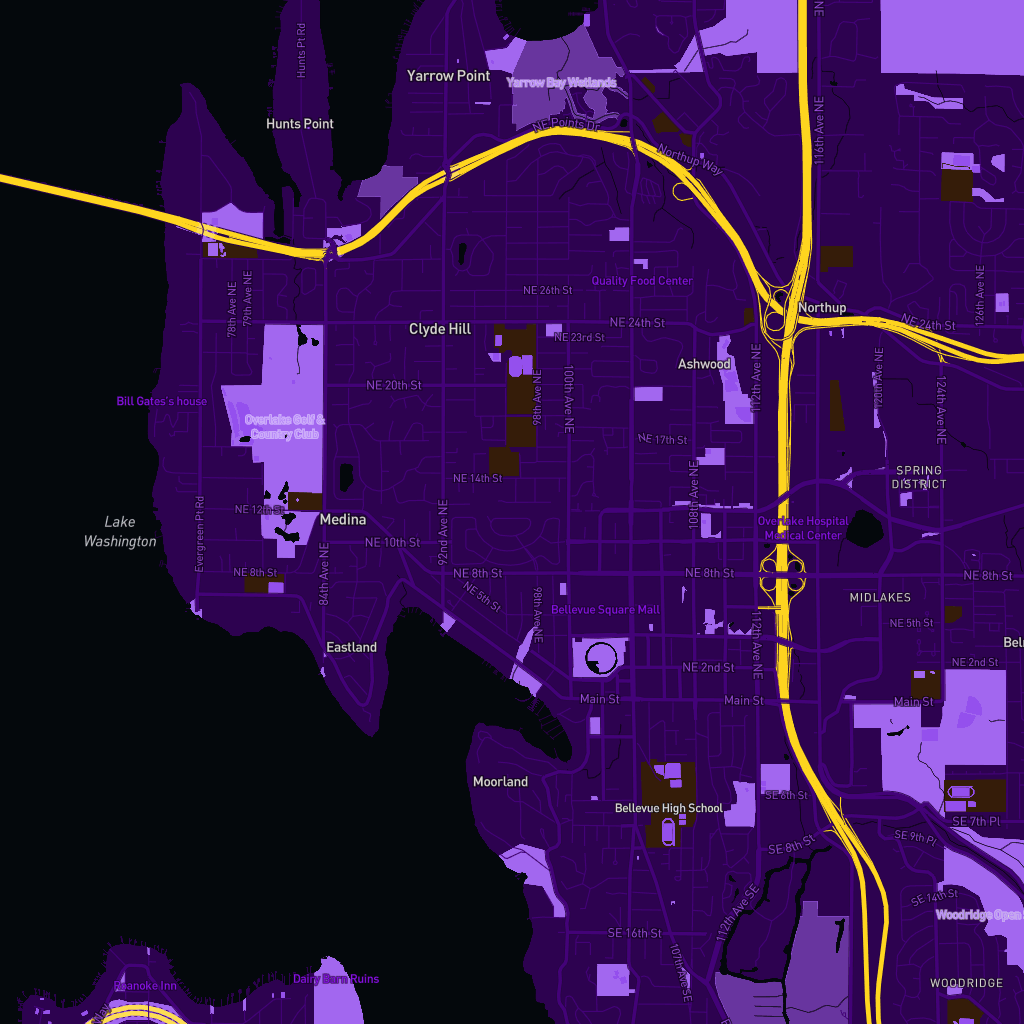 Hunts Pt Rd
NE
Yarrow Point
Yarrow Bay Wetlands
Hunts Point
NE Points Dr
116th Ave NE
Northup Way
78th Ave NE
79th Ave NE
Quality Food Center
NE 26th St
126th Ave NE
Northup
NE 24th St
NE 24th St
Clyde Hill
NE 23rd St
Ashwood
112th Ave NE
120th Ave NE
124th Ave NE
NE 20th St
98th Ave NE
100th Ave NE
Bill Gates's house
Overlake Golf &
Country Club
NE 17th St
NE 14th St
108th Ave NE
SPRING
DISTRICT
Evergreen Pt Rd
NE 12th St
Medina
92nd Ave NE
Lake
Washington
Overlake Hospital
Medical Center
NE 10th St
84th Ave NE
NE 8th St
NE 8th St
NE 8th St
NE 8th St
NE 5th St
98th Ave NE
MIDLAKES
Bellevue Square Mall
112th Ave NE
NE 5th St
Eastland
NE 2nd St
NE 2nd St
Main St
Main St
Main St
Moorland
SE 6th St
Bellevue High School
SE 7th Pl
SE 8th St
SE 9th Pl
112th Ave SE
SE 14th St
Woodridge Open
SE 16th St
107th Ave SE
Dairy Barn Ruins
Roanoke Inn
WOODRIDGE